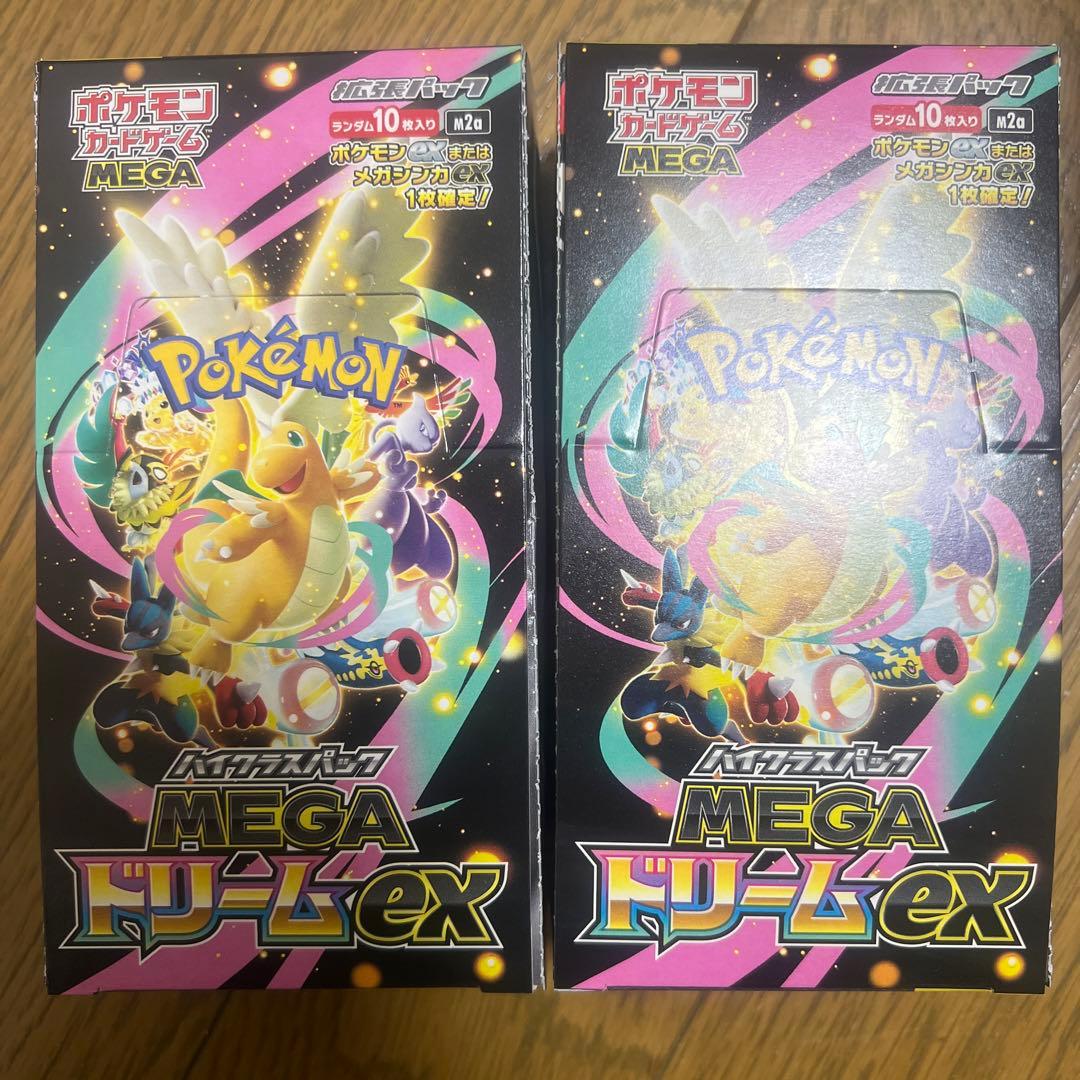 ポケモン
カードゲーム™
MEGA
拡張パック
ランダム10枚入り M2a
ポケモンexまたは
メガシンカex
1枚確定!
POKéMON™
ハイクラスパック
MEGA
ドリームex
ポケモン
カードゲーム™
MEGA
拡張パック
ランダム10枚入り M2a
ポケモンexまたは
メガシンカex
1枚確定!
POKéMON
ハイクラスパック
MEGA
ドリームex